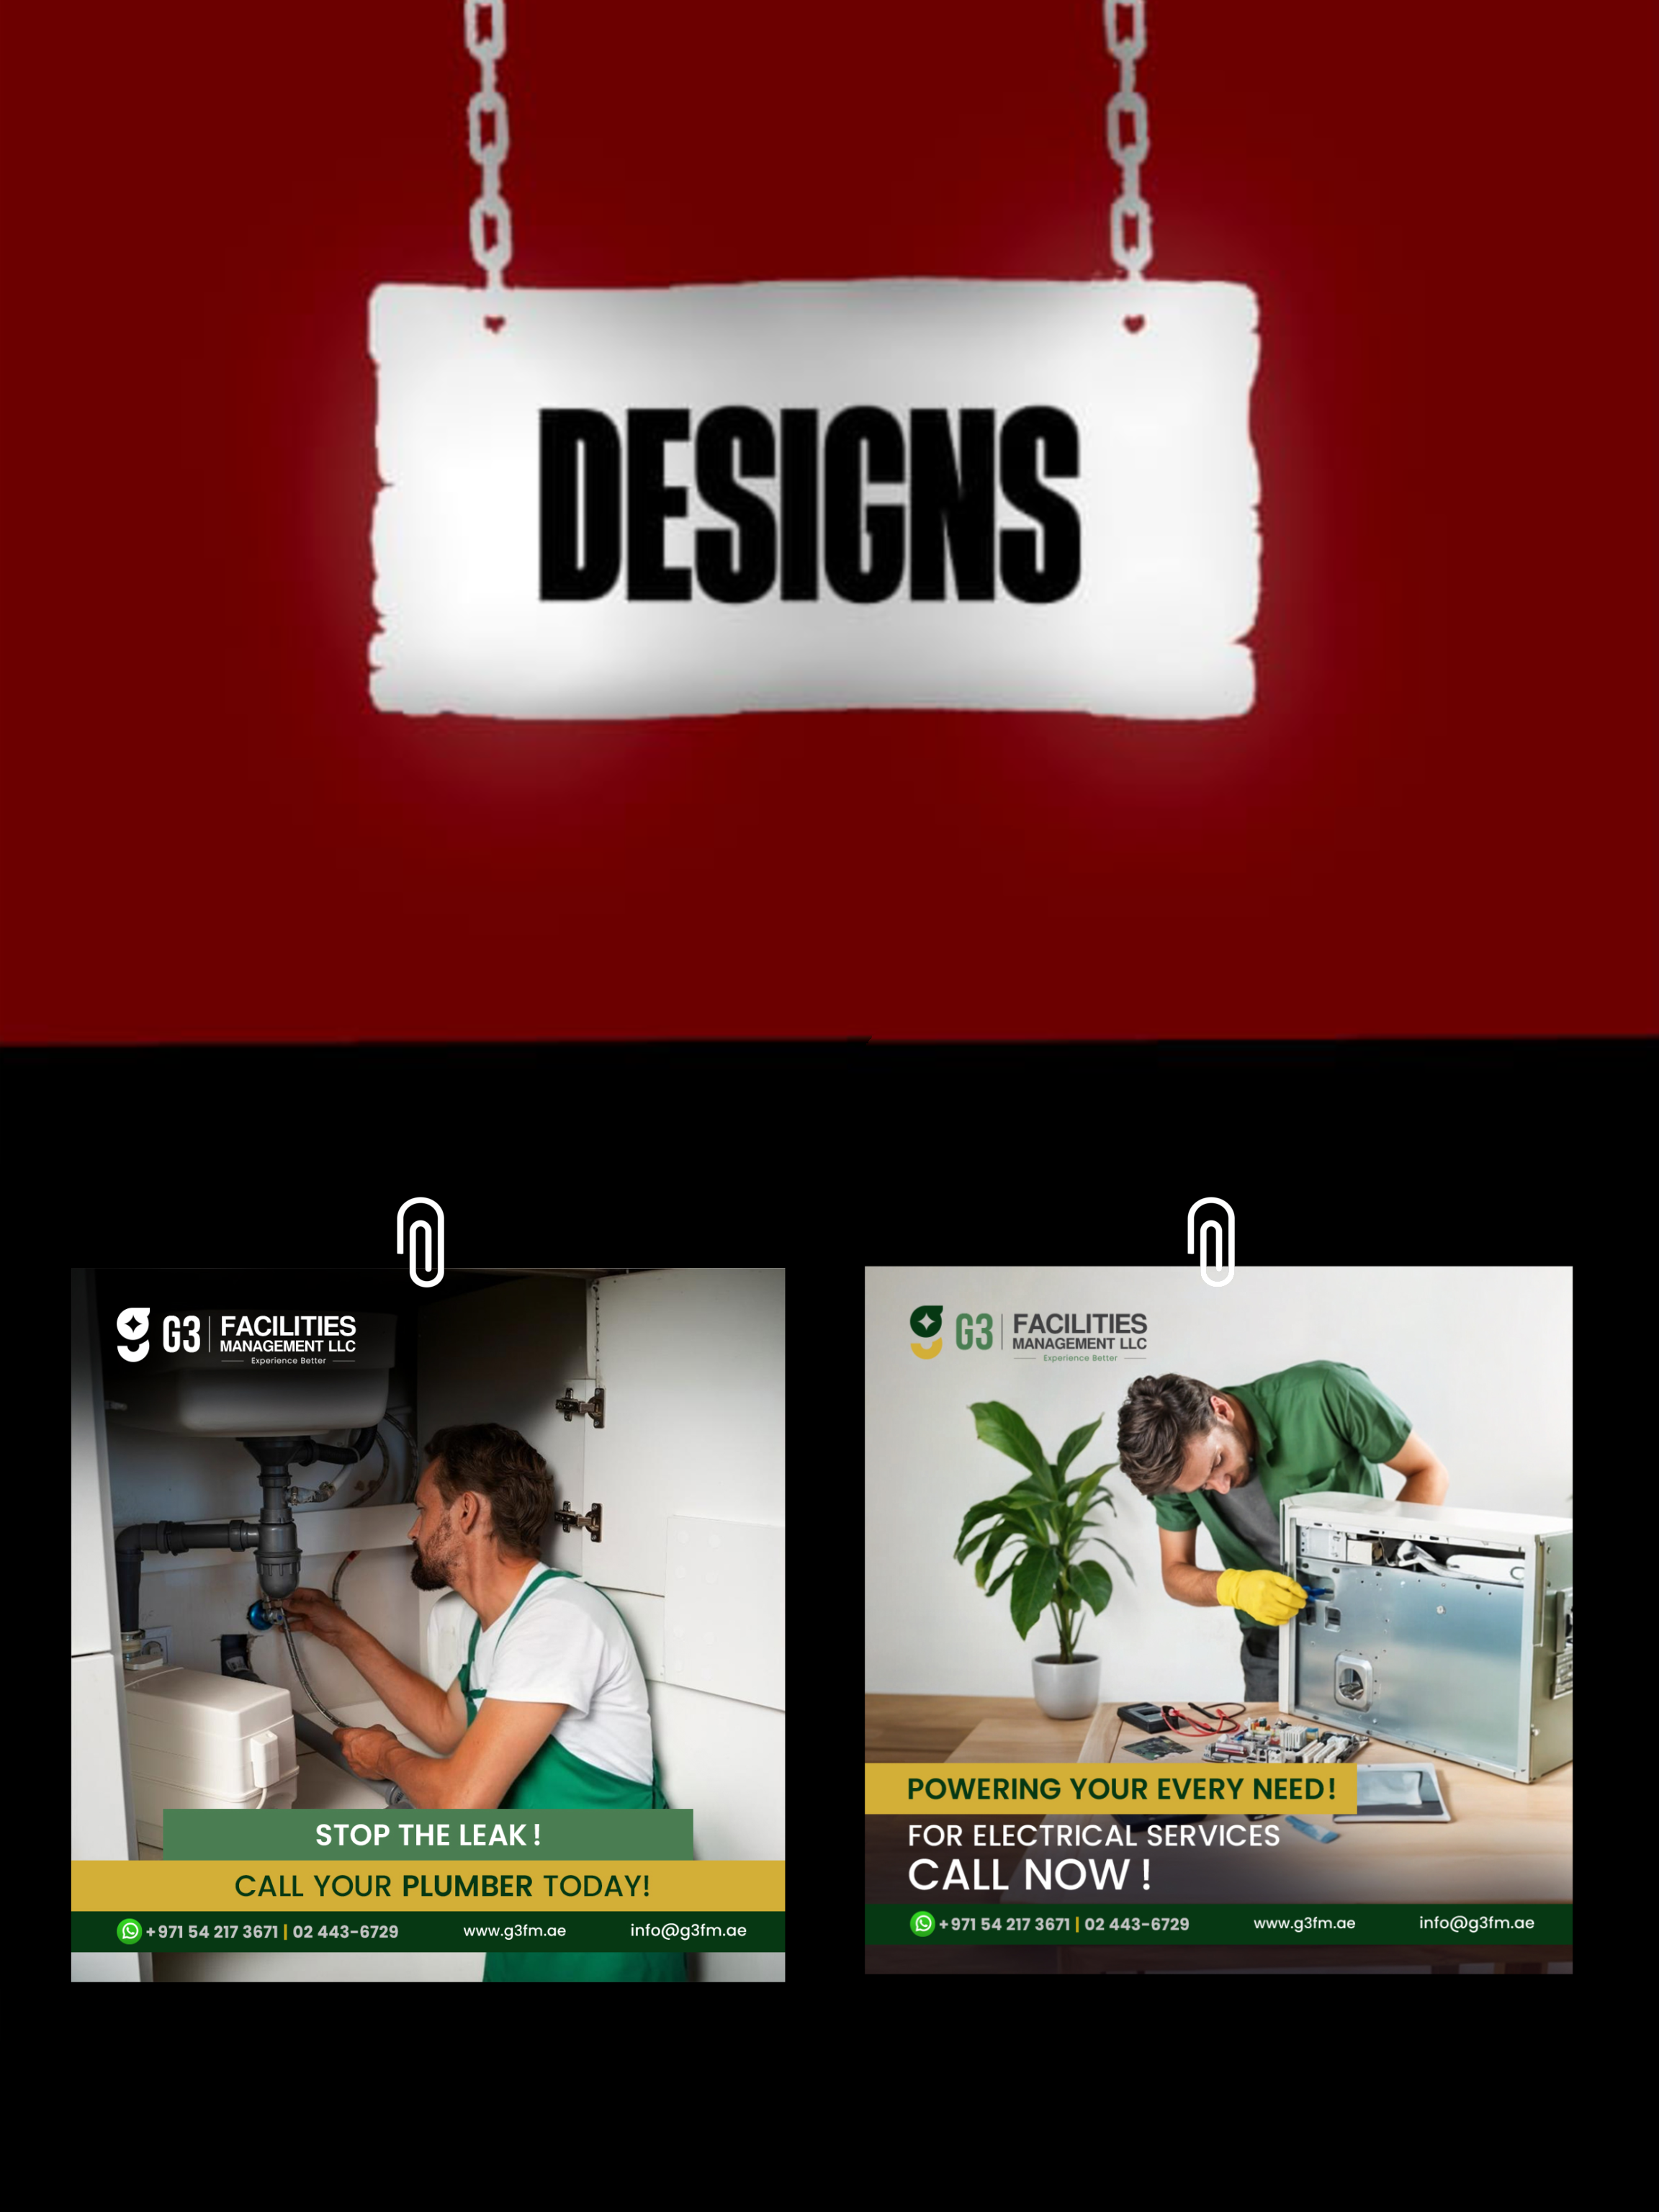 DESIGNS
G3 FACILITIES
MANAGEMENT LLC
Experience Better
STOP THE LEAK!
CALL YOUR PLUMBER TODAY!
+971 54 217 3671 | 02 443-6729 www.g3fm.ae info@g3fm.ae
G3 FACILITIES
MANAGEMENT LLC
Experience Better
POWERING YOUR EVERY NEED!
FOR ELECTRICAL SERVICES
CALL NOW!
+971 54 217 3671 | 02 443-6729 www.g3fm.ae info@g3fm.ae